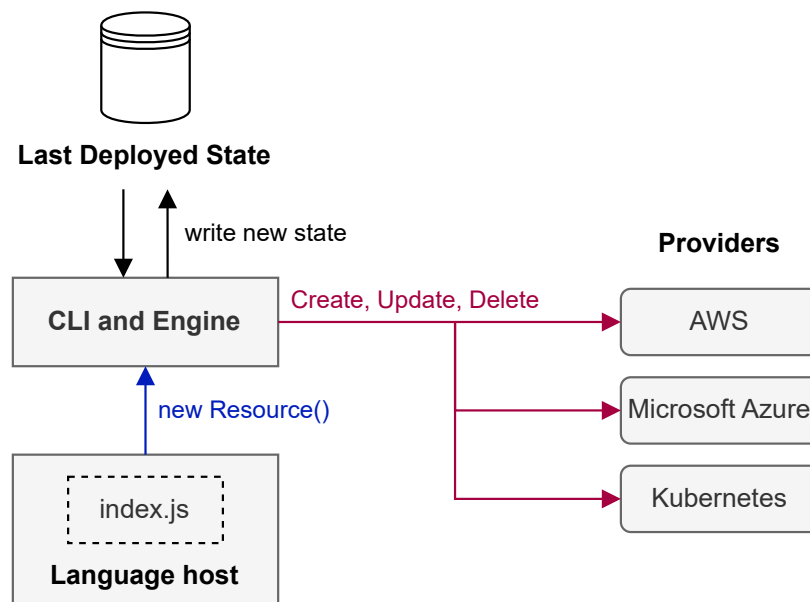 Last Deployed State
write new state
Providers
CLI and Engine
Create, Update, Delete
AWS
new Resource()
Microsoft Azure
index.js
Kubernetes
Language host